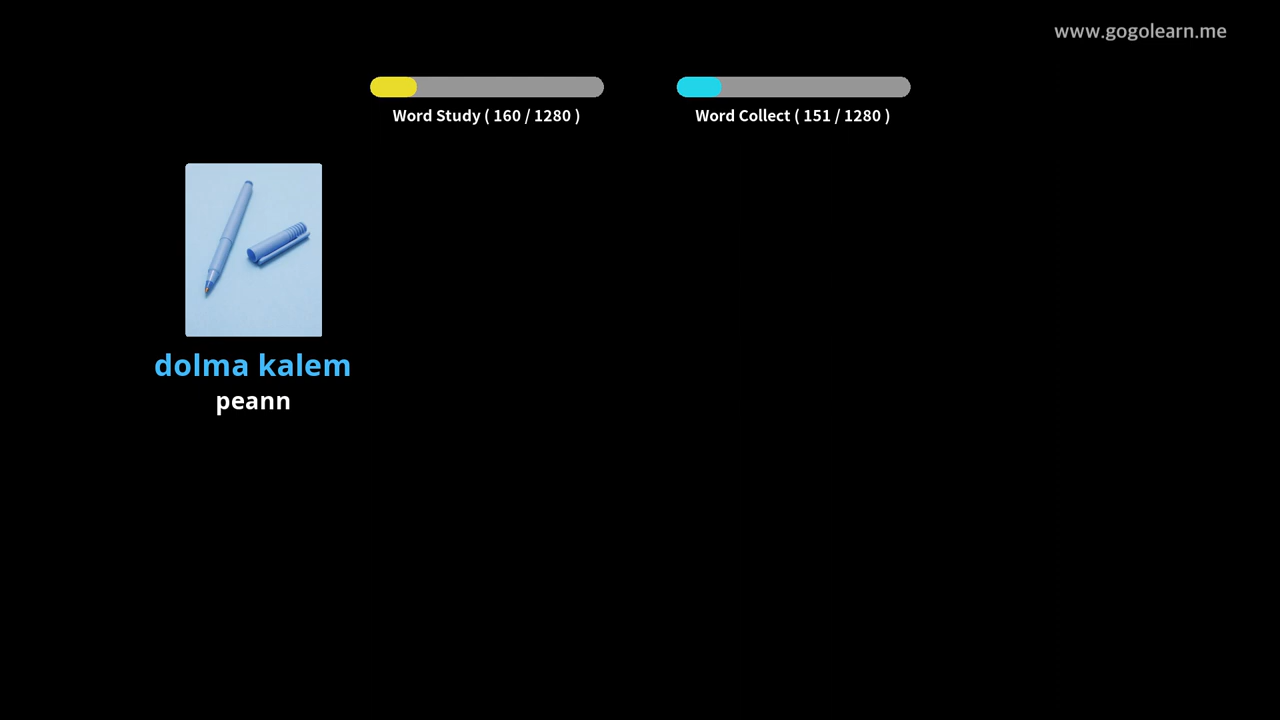 www.gogolearn.me
Word Study ( 160 / 1280 )
Word Collect ( 151 / 1280 )
dolma kalem
peann